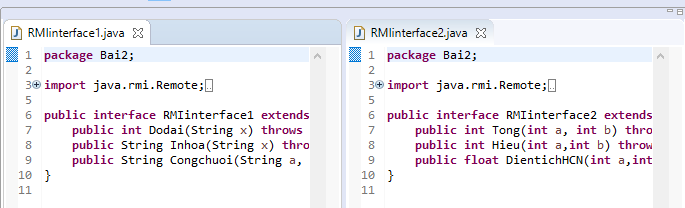 RMIinterface1.java
1 package Bai2;
2
3 import java.rmi.Remote;
5
6 public interface RMIinterface1 extends
7 public int Dodai(String x) throws
8 public String Inhoa(String x) thro
9 public String Congchuoi(String a,
10 }
11
RMIinterface2.java
1 package Bai2;
2
3 import java.rmi.Remote;
5
6 public interface RMIinterface2 extends
7 public int Tong(int a, int b) throw
8 public int Hieu(int a,int b) throws
9 public float DientichHCN(int a,int
10 }
11